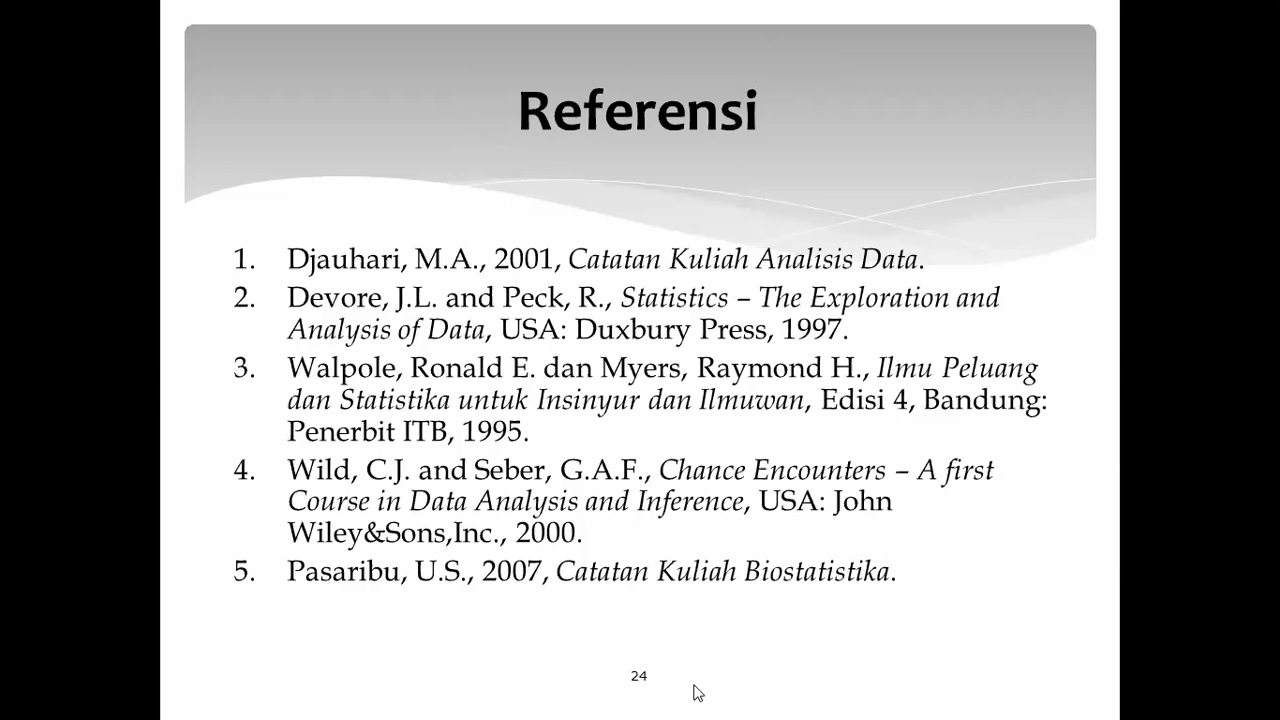 Referensi
1. Djauhari, M.A., 2001, Catatan Kuliah Analisis Data.
2. Devore, J.L. and Peck, R., Statistics – The Exploration and
Analysis of Data, USA: Duxbury Press, 1997.
3. Walpole, Ronald E. dan Myers, Raymond H., Ilmu Peluang
dan Statistika untuk Insinyur dan Ilmuwan, Edisi 4, Bandung:
Penerbit ITB, 1995.
4. Wild, C.J. and Seber, G.A.F., Chance Encounters – A first
Course in Data Analysis and Inference, USA: John
Wiley&Sons,Inc., 2000.
5. Pasaribu, U.S., 2007, Catatan Kuliah Biostatistika.
24